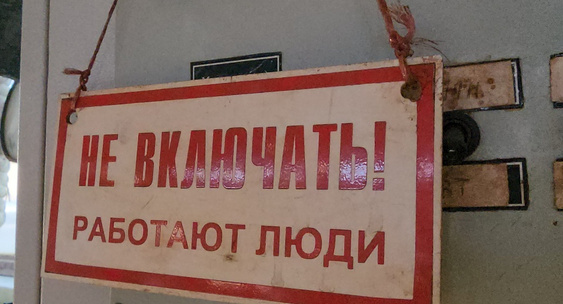 НЕ ВКЛЮЧАТЬ!
РАБОТАЮТ ЛЮДИ